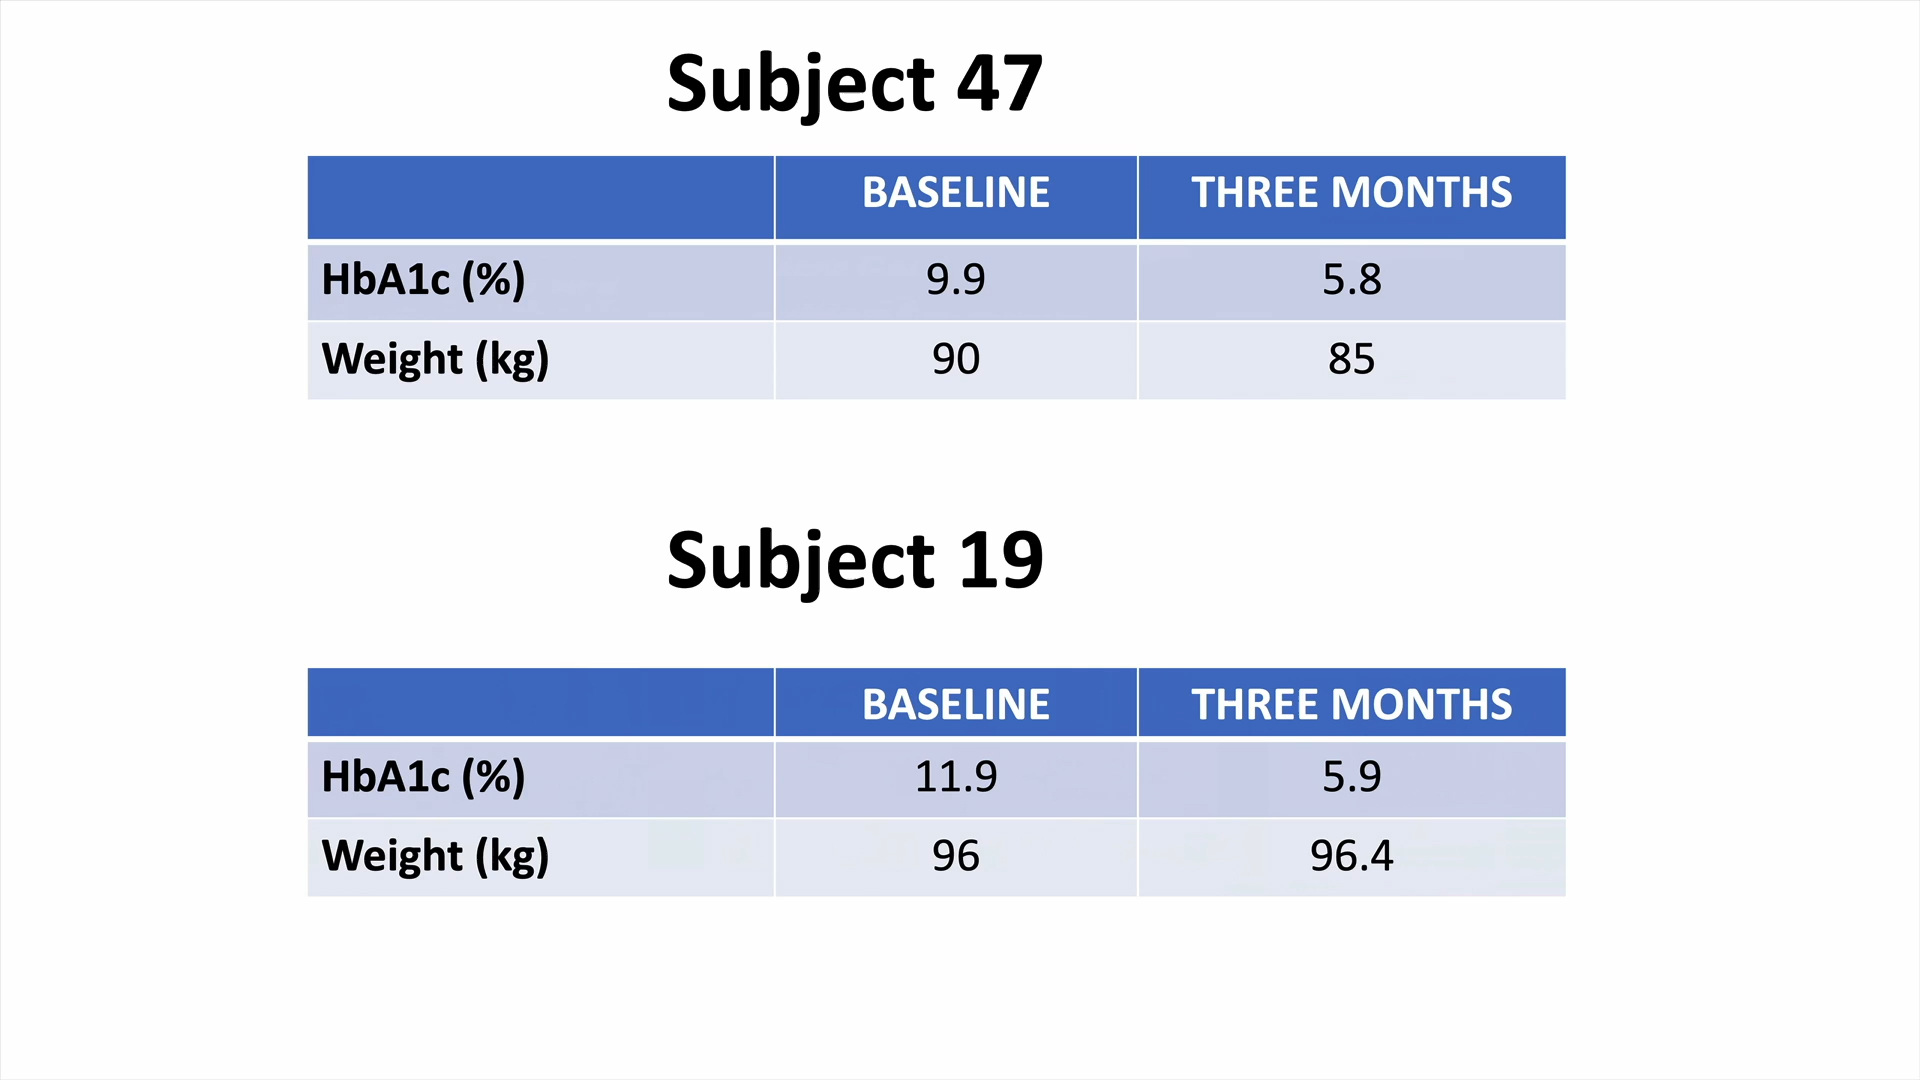 Subject 47
BASELINE THREE MONTHS
HbA1c (%) 9.9 5.8
Weight (kg) 90 85
Subject 19
BASELINE THREE MONTHS
HbA1c (%) 11.9 5.9
Weight (kg) 96 96.4